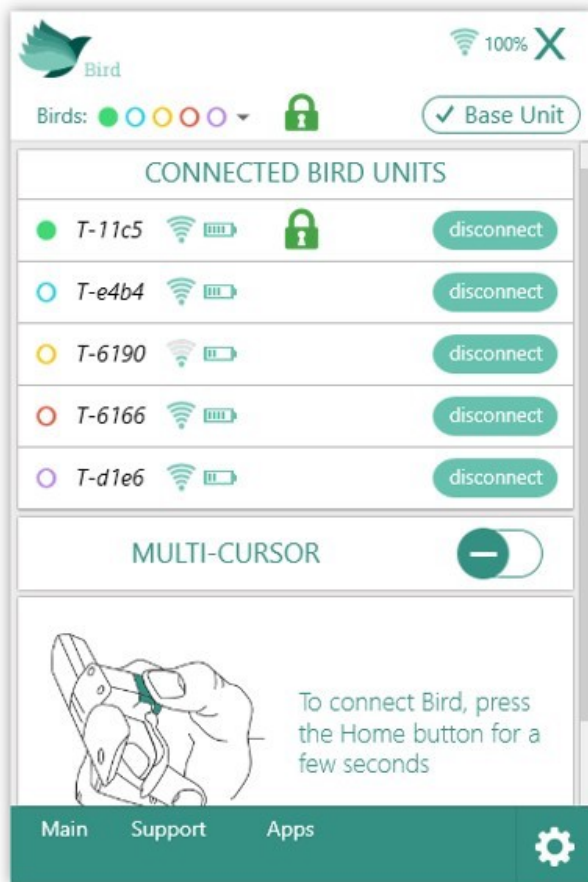 Bird
100% X
Birds:
✓ Base Unit
CONNECTED BIRD UNITS
T-11c5 disconnect
T-e4b4 disconnect
T-6190 disconnect
T-6166 disconnect
T-d1e6 disconnect
MULTI-CURSOR
To connect Bird, press
the Home button for a
few seconds
Main Support Apps